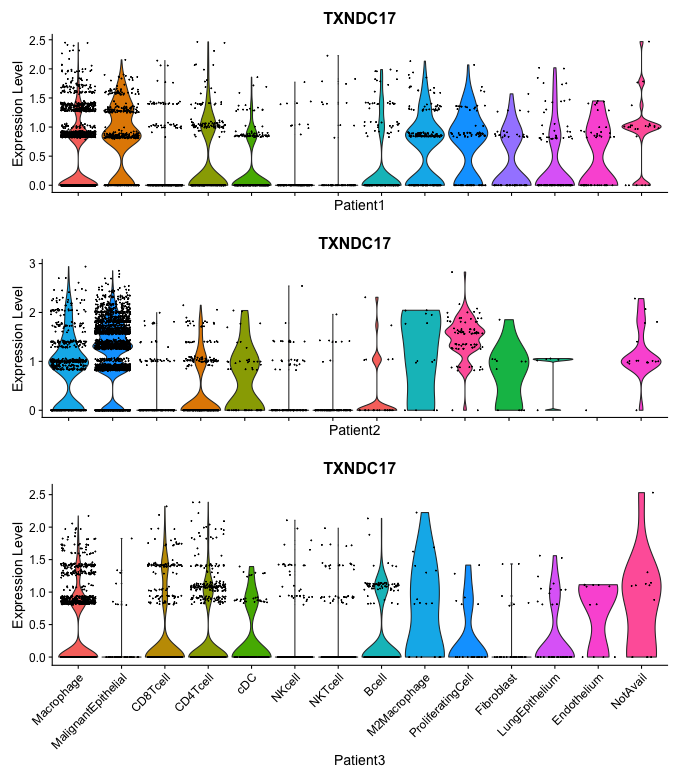 TXNDC17
Expression Level
2.5
2.0
1.5
1.0
0.5
0.0
Patient1
TXNDC17
Expression Level
3
2
1
0
Patient2
TXNDC17
Expression Level
2.5
2.0
1.5
1.0
0.5
0.0
Macrophage
MalignantEpithelial
CD8Tcell
CD4Tcell
cDC
NKcell
NKTcell
Bcell
M2Macrophage
ProliferatingCell
Fibroblast
LungEpithelium
Endothelium
NotAvail
Patient3